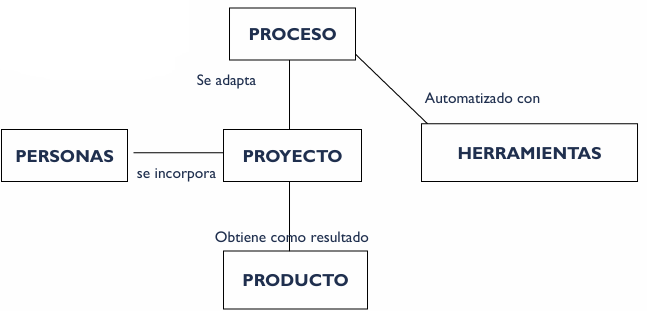 PROCESO
Se adapta
Automatizado con
PERSONAS
se incorpora
PROYECTO
HERRAMIENTAS
Obtiene como resultado
PRODUCTO